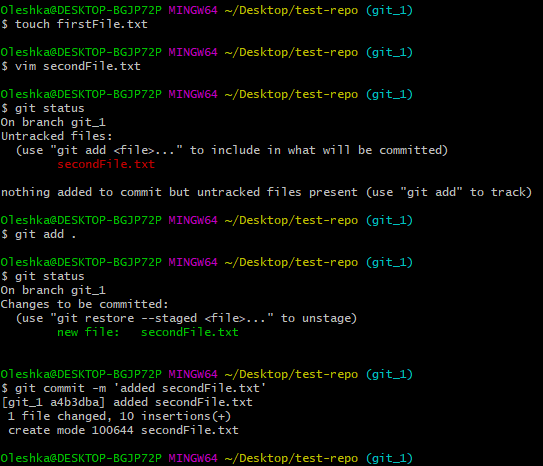 Oleshka@DESKTOP-BGJP72P MINGW64 ~/Desktop/test-repo (git_1)
$ touch firstFile.txt
Oleshka@DESKTOP-BGJP72P MINGW64 ~/Desktop/test-repo (git_1)
$ vim secondFile.txt
Oleshka@DESKTOP-BGJP72P MINGW64 ~/Desktop/test-repo (git_1)
$ git status
On branch git_1
Untracked files:
  (use "git add <file>..." to include in what will be committed)
        secondFile.txt
nothing added to commit but untracked files present (use "git add" to track)
Oleshka@DESKTOP-BGJP72P MINGW64 ~/Desktop/test-repo (git_1)
$ git add .
Oleshka@DESKTOP-BGJP72P MINGW64 ~/Desktop/test-repo (git_1)
$ git status
On branch git_1
Changes to be committed:
  (use "git restore --staged <file>..." to unstage)
        new file:   secondFile.txt
Oleshka@DESKTOP-BGJP72P MINGW64 ~/Desktop/test-repo (git_1)
$ git commit -m 'added secondFile.txt'
[git_1 a4b3dba] added secondFile.txt
 1 file changed, 10 insertions(+)
 create mode 100644 secondFile.txt
Oleshka@DESKTOP-BGJP72P MINGW64 ~/Desktop/test-repo (git_1)